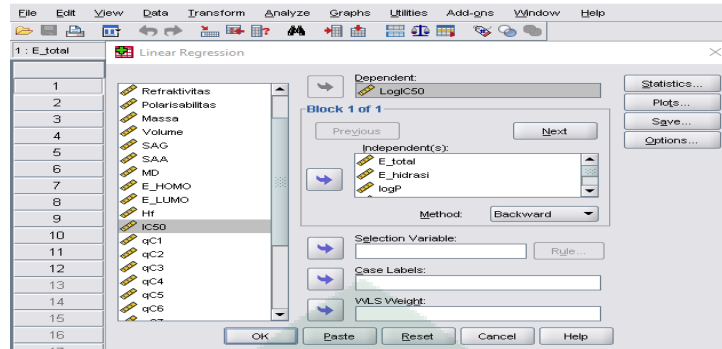 File Edit View Data Transform Analyze Graphs Utilities Add-ons Window Help
1 : E_total
Linear Regression
1
2
3
4
5
6
7
8
9
10
11
12
13
14
15
16
Refraktivitas
Polarisabilitas
Massa
Volume
SAG
SAA
MD
E_HOMO
E_LUMO
Hf
IC50
qC1
qC2
qC3
qC4
qC5
qC6
Dependent:
LogIC50
Block 1 of 1
Previous Next
Independent(s):
E_total
E_hidrasi
logP
Method: Backward
Selection Variable:
Rule...
Case Labels:
WLS Weight:
Statistics...
Plots...
Save...
Options...
OK Paste Reset Cancel Help